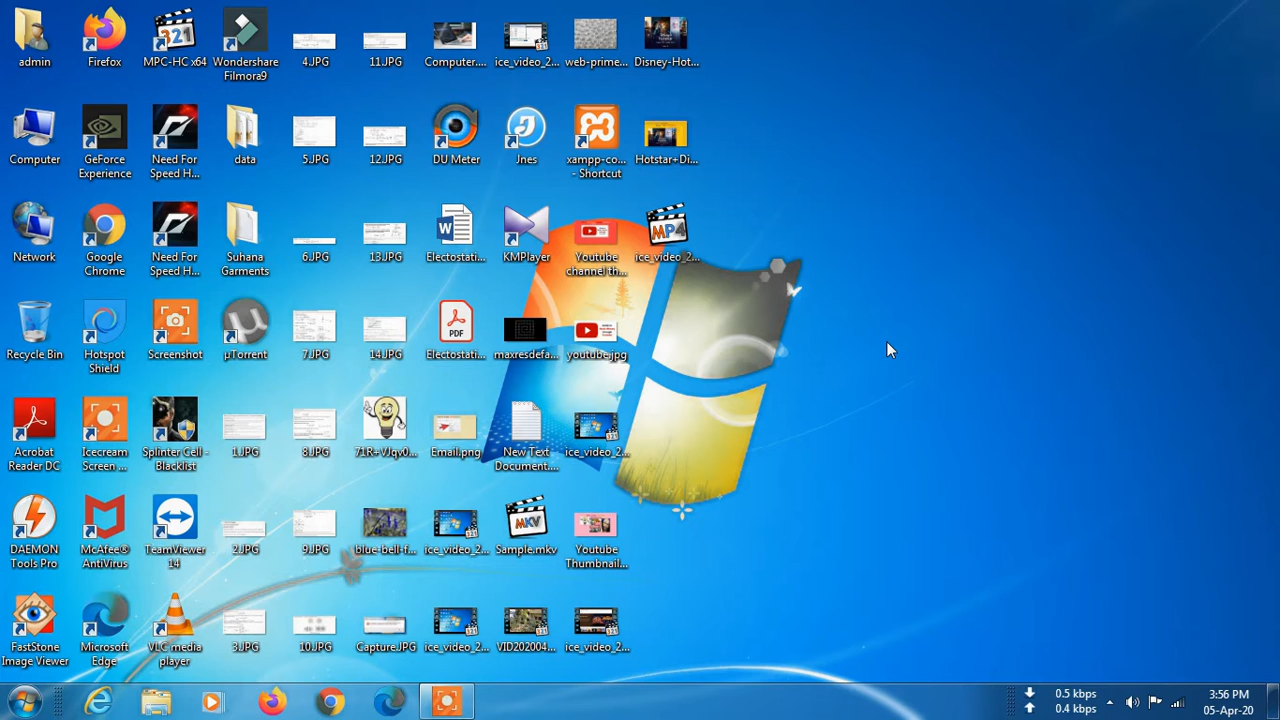 admin
Firefox
MPC-HC x64
Wondershare
Filmora9
4.JPG
11.JPG
Computer....
ice_video_2...
web-prime...
Disney-Hot...
Computer
GeForce
Experience
Need For
Speed H...
data
5.JPG
12.JPG
DU Meter
Jnes
xampp-co...
- Shortcut
Hotstar+Di...
Network
Google
Chrome
Need For
Speed H...
Suhana
Garments
6.JPG
13.JPG
Electostati...
KMPlayer
Youtube
channel th...
MP4
ice_video_2...
Recycle Bin
Hotspot
Shield
Screenshot
µTorrent
7.JPG
14.JPG
PDF
Electostati...
maxresdefa...
youtube.jpg
Acrobat
Reader DC
Icecream
Screen ...
Splinter Cell -
Blacklist
1.JPG
8.JPG
71R+VJqv0...
Email.png
New Text
Document....
ice_video_2...
DAEMON
Tools Pro
McAfee®
AntiVirus
TeamViewer
14
2.JPG
9.JPG
blue-bell-f...
ice_video_2...
MKV
Sample.mkv
Youtube
Thumbnail...
FastStone
Image Viewer
Microsoft
Edge
VLC media
player
3.JPG
10.JPG
Capture.JPG
ice_video_2...
VID202004...
ice_video_2...
0.5 kbps
0.4 kbps
3:56 PM
05-Apr-20